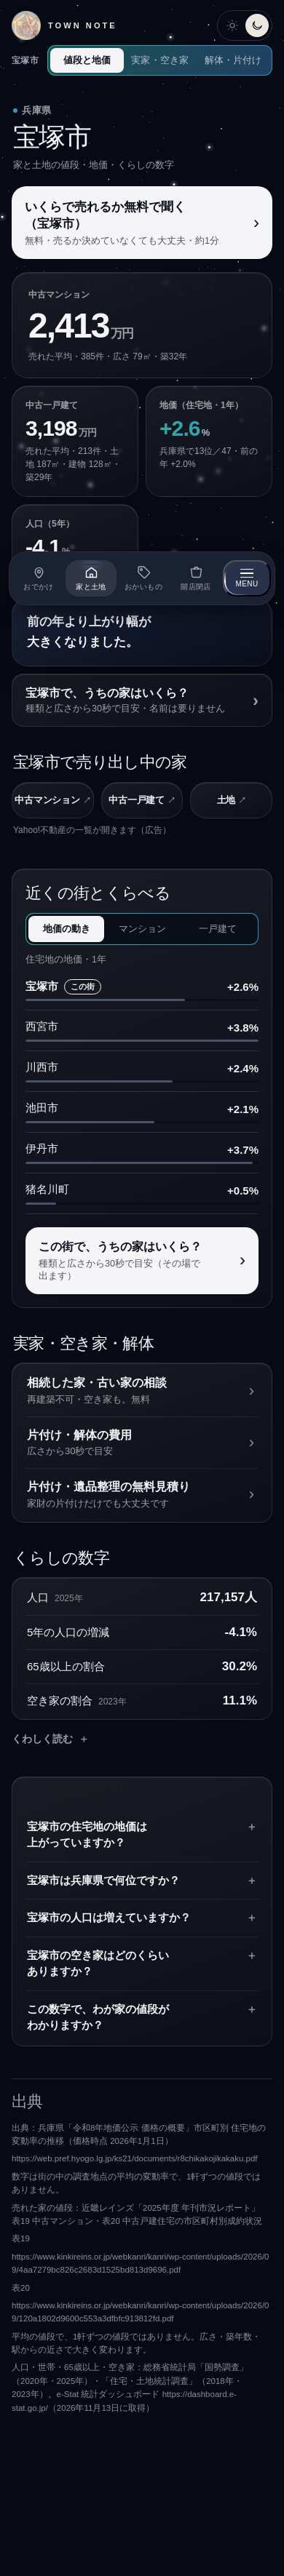 TOWN NOTE
宝塚市
値段と地価
実家・空き家
解体・片付け
兵庫県
宝塚市
家と土地の値段・地価・くらしの数字
いくらで売れるか無料で聞く
（宝塚市）
無料・売るか決めていなくても大丈夫・約1分
›
中古マンション
2,413万円
売れた平均・385件・広さ 79㎡・築32年
中古一戸建て
3,198万円
売れた平均・213件・土
地 187㎡・建物 128㎡・
築29年
地価（住宅地・1年）
+2.6%
兵庫県で13位／47・前の
年 +2.0%
人口（5年）
-4.1%
おでかけ
家と土地
おかいもの
開店閉店
MENU
前の年より上がり幅が
大きくなりました。
宝塚市で、うちの家はいくら？
種類と広さから30秒で目安・名前は要りません
›
宝塚市で売り出し中の家
中古マンション ↗
中古一戸建て ↗
土地 ↗
Yahoo!不動産の一覧が開きます（広告）
近くの街とくらべる
地価の動き
マンション
一戸建て
住宅地の地価・1年
宝塚市 この街 +2.6%
西宮市 +3.8%
川西市 +2.4%
池田市 +2.1%
伊丹市 +3.7%
猪名川町 +0.5%
この街で、うちの家はいくら？
種類と広さから30秒で目安（その場で
出ます）
›
実家・空き家・解体
相続した家・古い家の相談
再建築不可・空き家も。無料
›
片付け・解体の費用
広さから30秒で目安
›
片付け・遺品整理の無料見積り
家財の片付けだけでも大丈夫です
›
くらしの数字
人口 2025年 217,157人
5年の人口の増減 -4.1%
65歳以上の割合 30.2%
空き家の割合 2023年 11.1%
くわしく読む +
宝塚市の住宅地の地価は
上がっていますか？ +
宝塚市は兵庫県で何位ですか？ +
宝塚市の人口は増えていますか？ +
宝塚市の空き家はどのくらい
ありますか？ +
この数字で、わが家の値段が
わかりますか？ +
出典
出典：兵庫県「令和8年地価公示 価格の概要」市区町別 住宅地の
変動率の推移（価格時点 2026年1月1日）
https://web.pref.hyogo.lg.jp/ks21/documents/r8chikakojikakaku.pdf
数字は街の中の調査地点の平均の変動率で、1軒ずつの値段では
ありません。
売れた家の値段：近畿レインズ「2025年度 年刊市況レポート」
表19 中古マンション・表20 中古戸建住宅の市区町村別成約状況
表19
https://www.kinkireins.or.jp/webkanri/kanri/wp-content/uploads/2026/0
9/4aa7279bc826c2683d1525bd813d9696.pdf
表20
https://www.kinkireins.or.jp/webkanri/kanri/wp-content/uploads/2026/0
9/120a1802d9600c553a3dfbfc913812fd.pdf
平均の値段で、1軒ずつの値段ではありません。広さ・築年数・
駅からの近さで大きく変わります。
人口・世帯・65歳以上・空き家：総務省統計局「国勢調査」
（2020年・2025年）・「住宅・土地統計調査」（2018年・
2023年）。e-Stat 統計ダッシュボード https://dashboard.e-
stat.go.jp/（2026年11月13日に取得）